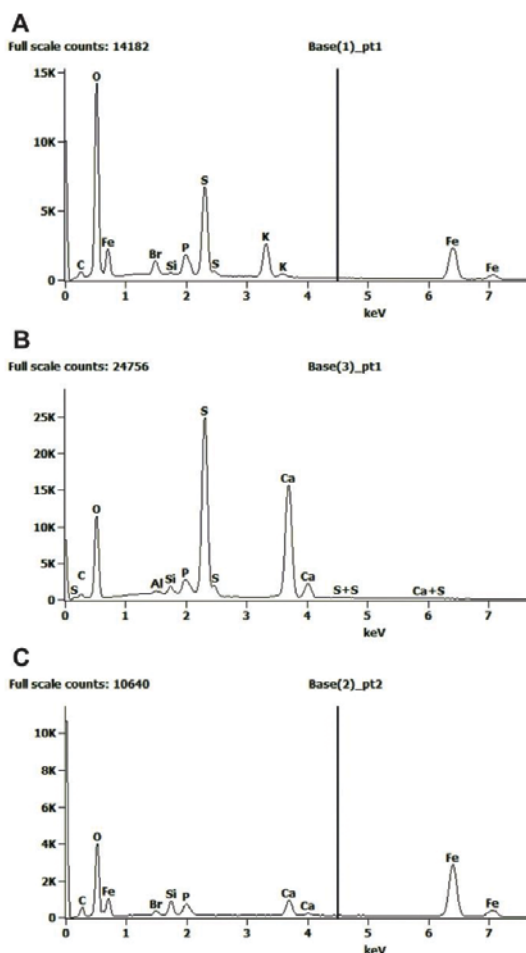 A
Full scale counts: 14182 Base(1)_pt1
15K
10K
5K
0
O
C
Fe
Br
Si
P
S
S
K
K
Fe
Fe
0 1 2 3 4 5 6 7
keV
B
Full scale counts: 24756 Base(3)_pt1
25K
20K
15K
10K
5K
0
S
C
O
Al
Si
P
S
S
Ca
Ca
S+S
Ca+S
0 1 2 3 4 5 6 7
keV
C
Full scale counts: 10640 Base(2)_pt2
10K
8K
6K
4K
2K
0
C
O
Fe
Br
Si
P
Ca
Ca
Fe
Fe
0 1 2 3 4 5 6 7
keV